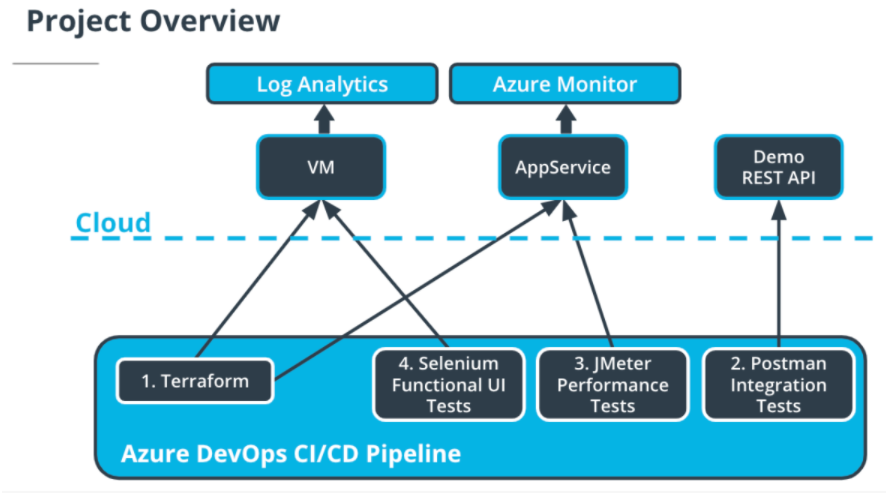 Project Overview
Log Analytics
Azure Monitor
VM
AppService
Demo
REST API
Cloud
1. Terraform
4. Selenium
Functional UI
Tests
3. JMeter
Performance
Tests
2. Postman
Integration
Tests
Azure DevOps CI/CD Pipeline